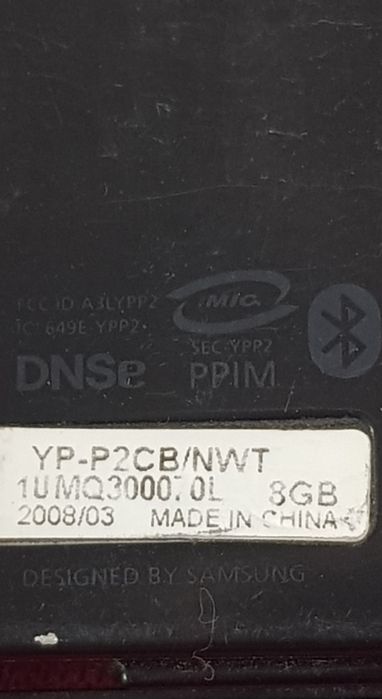 FCC ID A3LYPP2
IC: 649E-YPP2
MIC
SEC-YPP2
DNSe
PPIM
YP-P2CB/NWT
8GB
2008/03 MADE IN CHINA
DESIGNED BY SAMSUNG